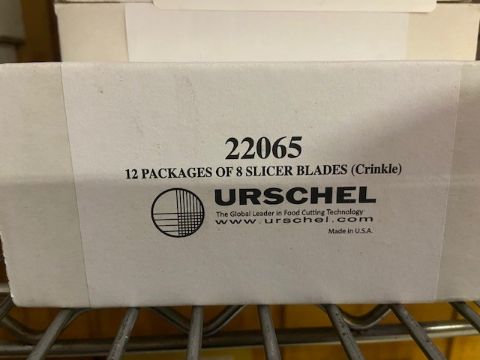 22065
12 PACKAGES OF 8 SLICER BLADES (Crinkle)
URSCHEL
The Global Leader in Food Cutting Technology
www.urschel.com
Made in U.S.A.